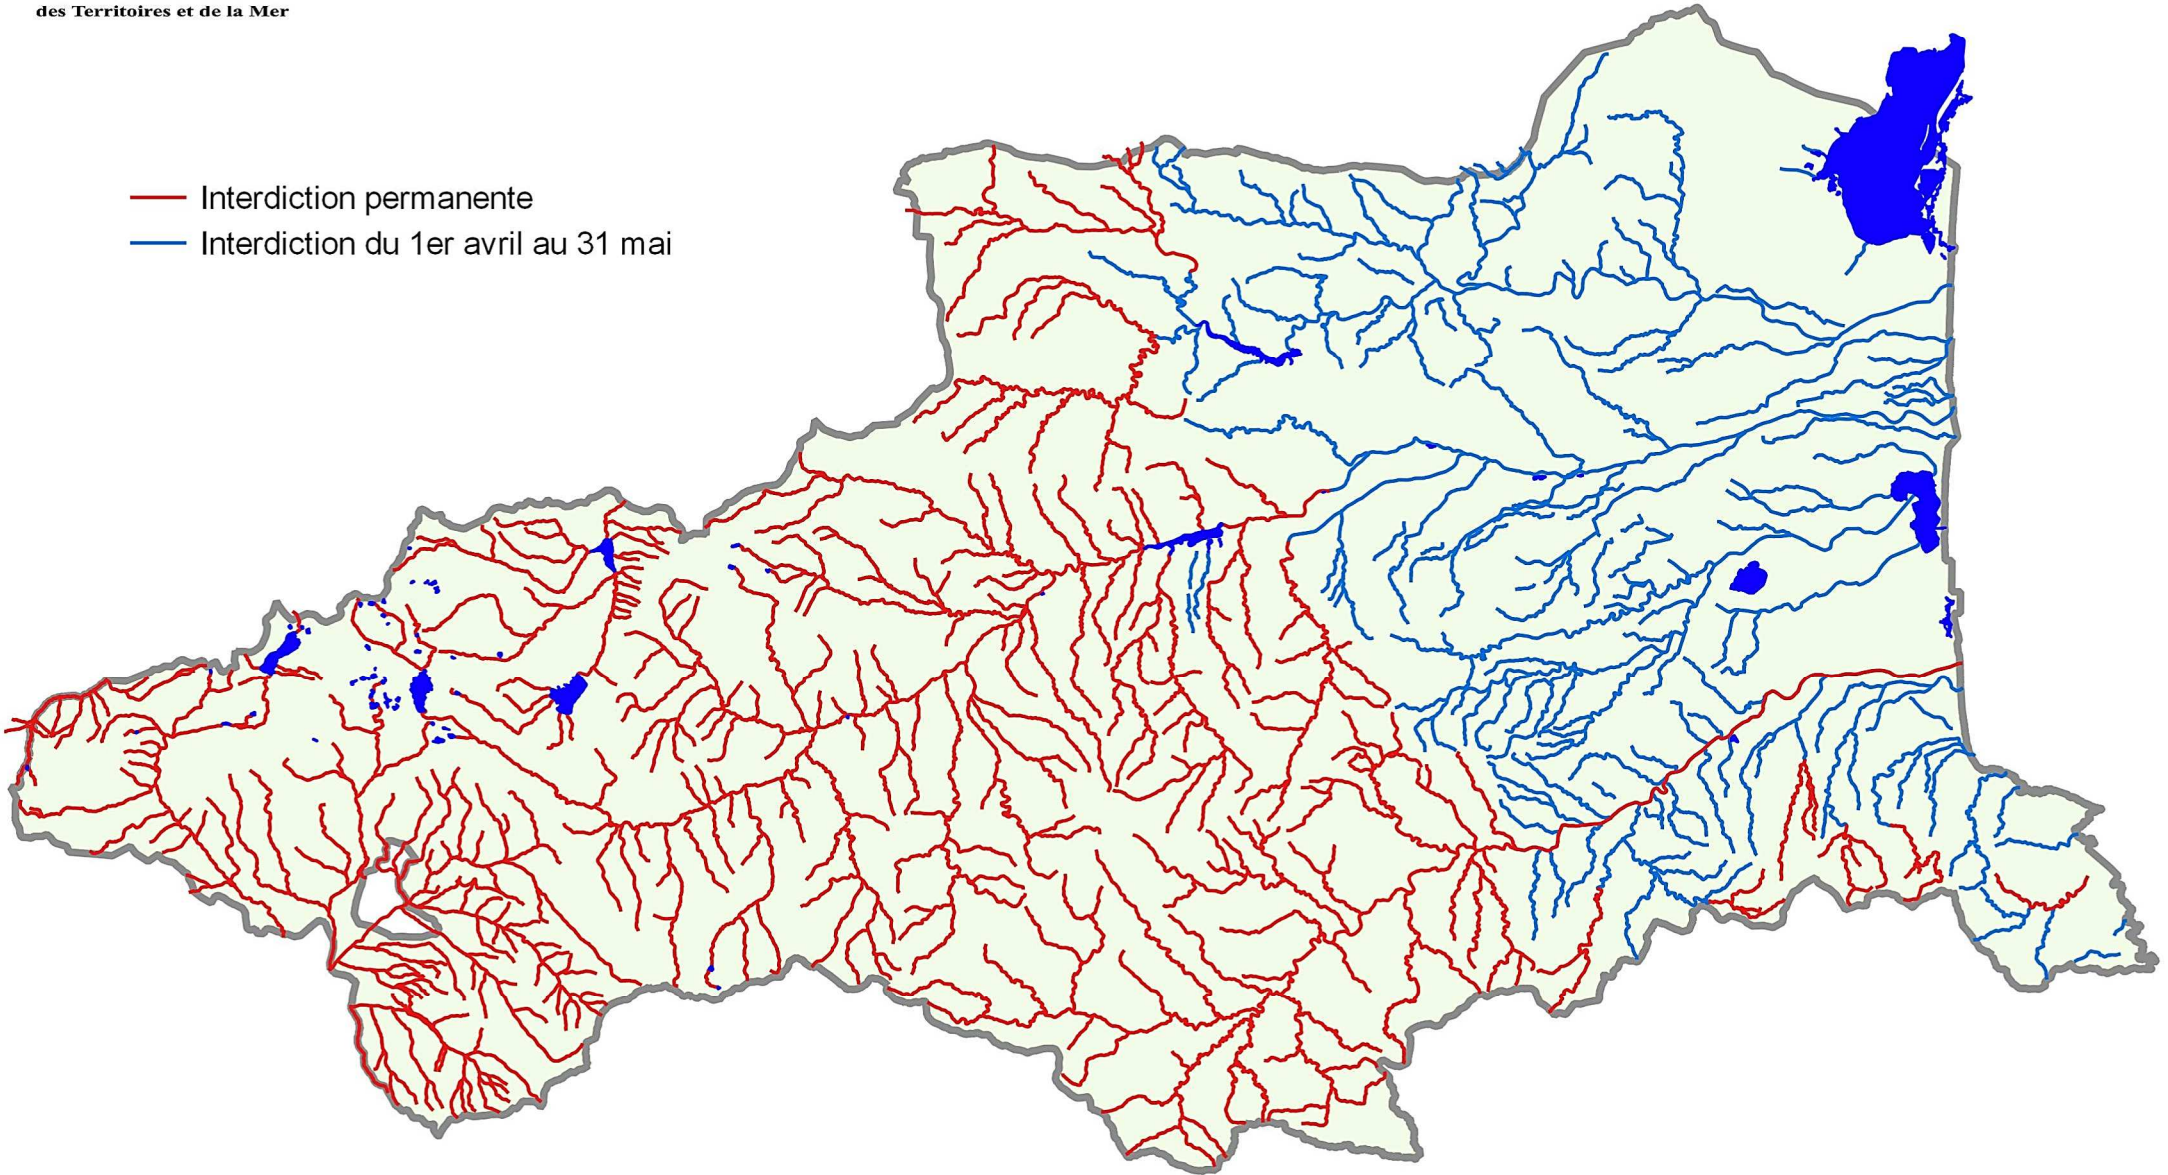 des Territoires et de la Mer
Interdiction permanente
Interdiction du 1er avril au 31 mai